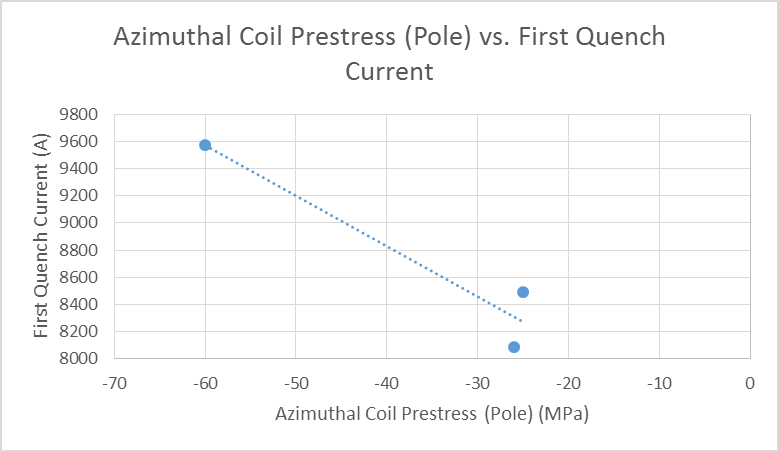 Azimuthal Coil Prestress (Pole) vs. First Quench
Current
First Quench Current (A)
9800
9600
9400
9200
9000
8800
8600
8400
8200
8000
-70 -60 -50 -40 -30 -20 -10 0
Azimuthal Coil Prestress (Pole) (MPa)